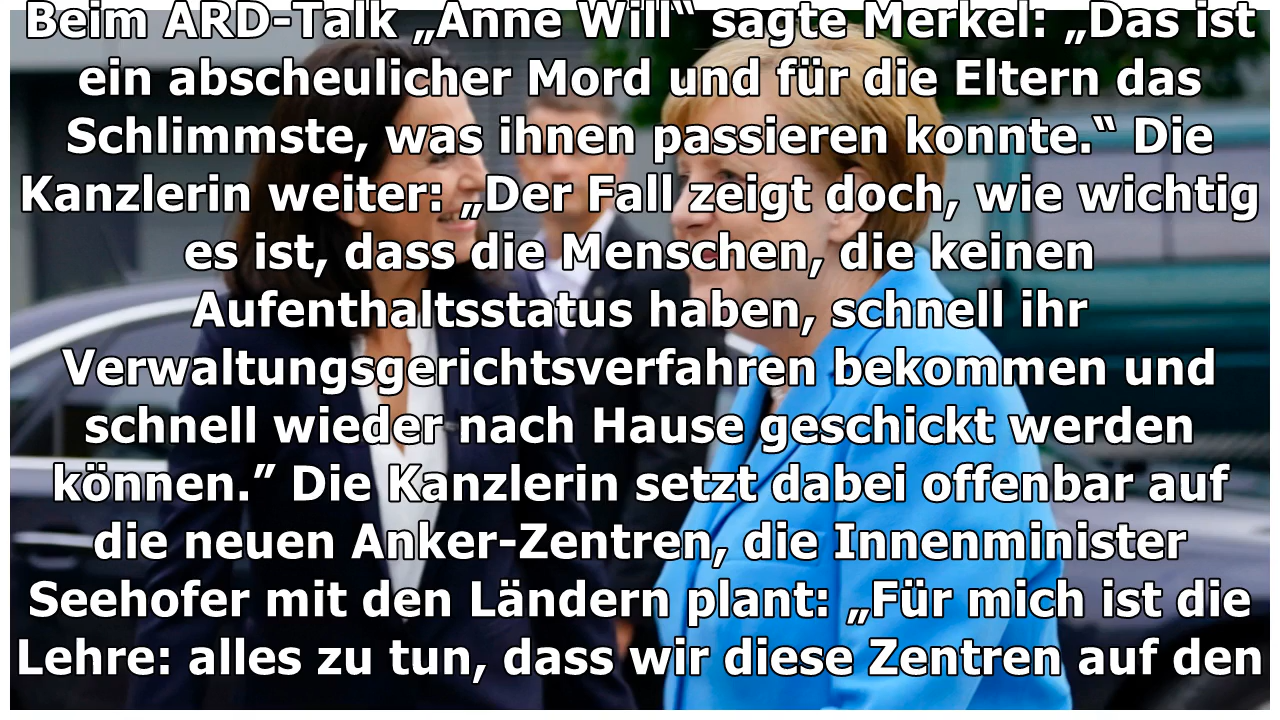 Beim ARD-Talk „Anne Will“ sagte Merkel: „Das ist
ein abscheulicher Mord und für die Eltern das
Schlimmste, was ihnen passieren konnte.“ Die
Kanzlerin weiter: „Der Fall zeigt doch, wie wichtig
es ist, dass die Menschen, die keinen
Aufenthaltsstatus haben, schnell ihr
Verwaltungsgerichtsverfahren bekommen und
schnell wieder nach Hause geschickt werden
können.” Die Kanzlerin setzt dabei offenbar auf
die neuen Anker-Zentren, die Innenminister
Seehofer mit den Ländern plant: „Für mich ist die
Lehre: alles zu tun, dass wir diese Zentren auf den